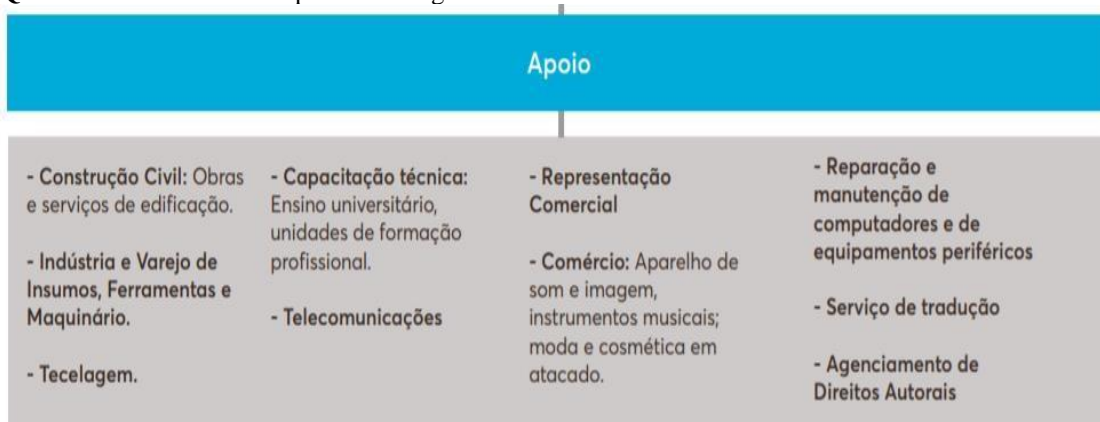 Apoio
- Construção Civil: Obras
e serviços de edificação.
- Indústria e Varejo de
Insumos, Ferramentas e
Maquinário.
- Tecelagem.
- Capacitação técnica:
Ensino universitário,
unidades de formação
profissional.
- Telecomunicações
- Representação
Comercial
- Comércio: Aparelho de
som e imagem,
instrumentos musicais;
moda e cosmética em
atacado.
- Reparação e
manutenção de
computadores e de
equipamentos periféricos
- Serviço de tradução
- Agenciamento de
Direitos Autorais